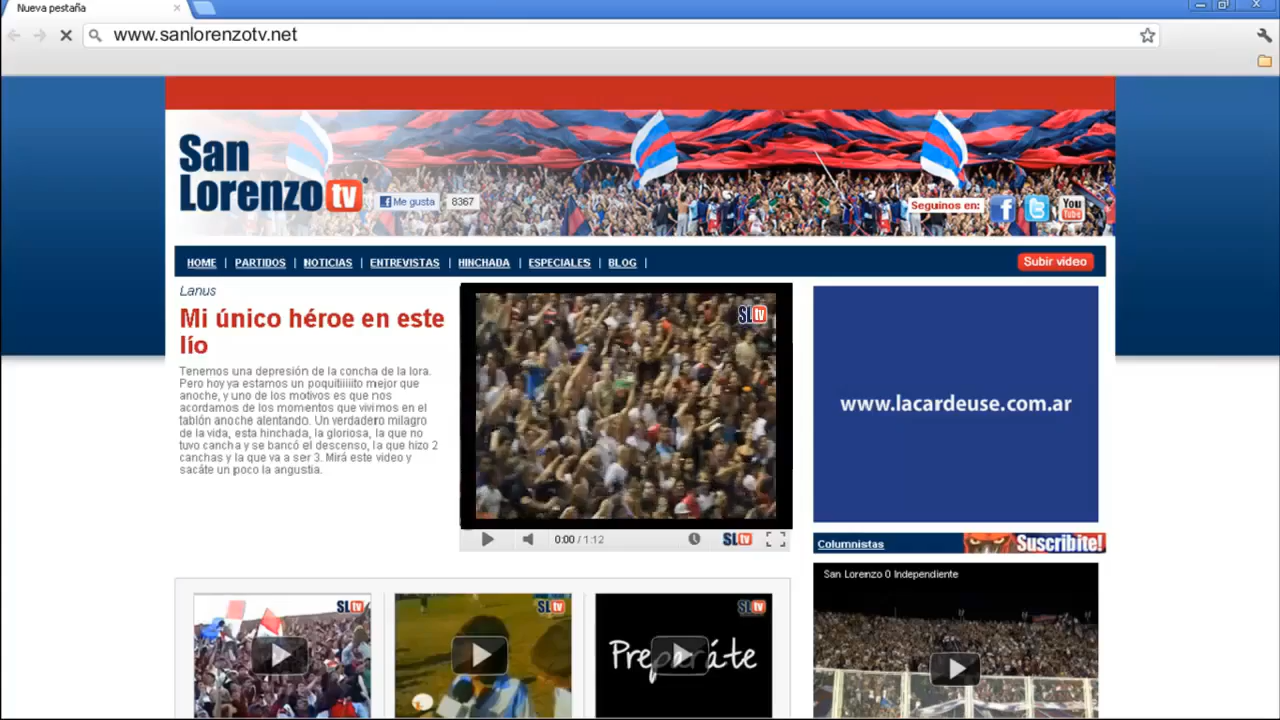 Nueva pestaña
www.sanlorenzotv.net
San
Lorenzo tv
Me gusta 8367
Seguinos en:
You
Tube
HOME | PARTIDOS | NOTICIAS | ENTREVISTAS | HINCHADA | ESPECIALES | BLOG |
Subir video
Lanus
Mi único héroe en este
lío
Tenemos una depresión de la concha de la lora.
Pero hoy ya estamos un poquitiiiiito mejor que
anoche, y uno de los motivos es que nos
acordamos de los momentos que vivimos en el
tablón anoche alentando. Un verdadero milagro
de la vida, esta hinchada, la gloriosa, la que no
tuvo cancha y se bancó el descenso, la que hizo 2
canchas y la que va a ser 3. Mirá este video y
sacáte un poco la angustia.
SLtv
0:00 / 1:12
SLtv
www.lacardeuse.com.ar
Columnistas
Suscribite!
San Lorenzo 0 Independiente
SLtv
SLtv
SLtv
Preparáte